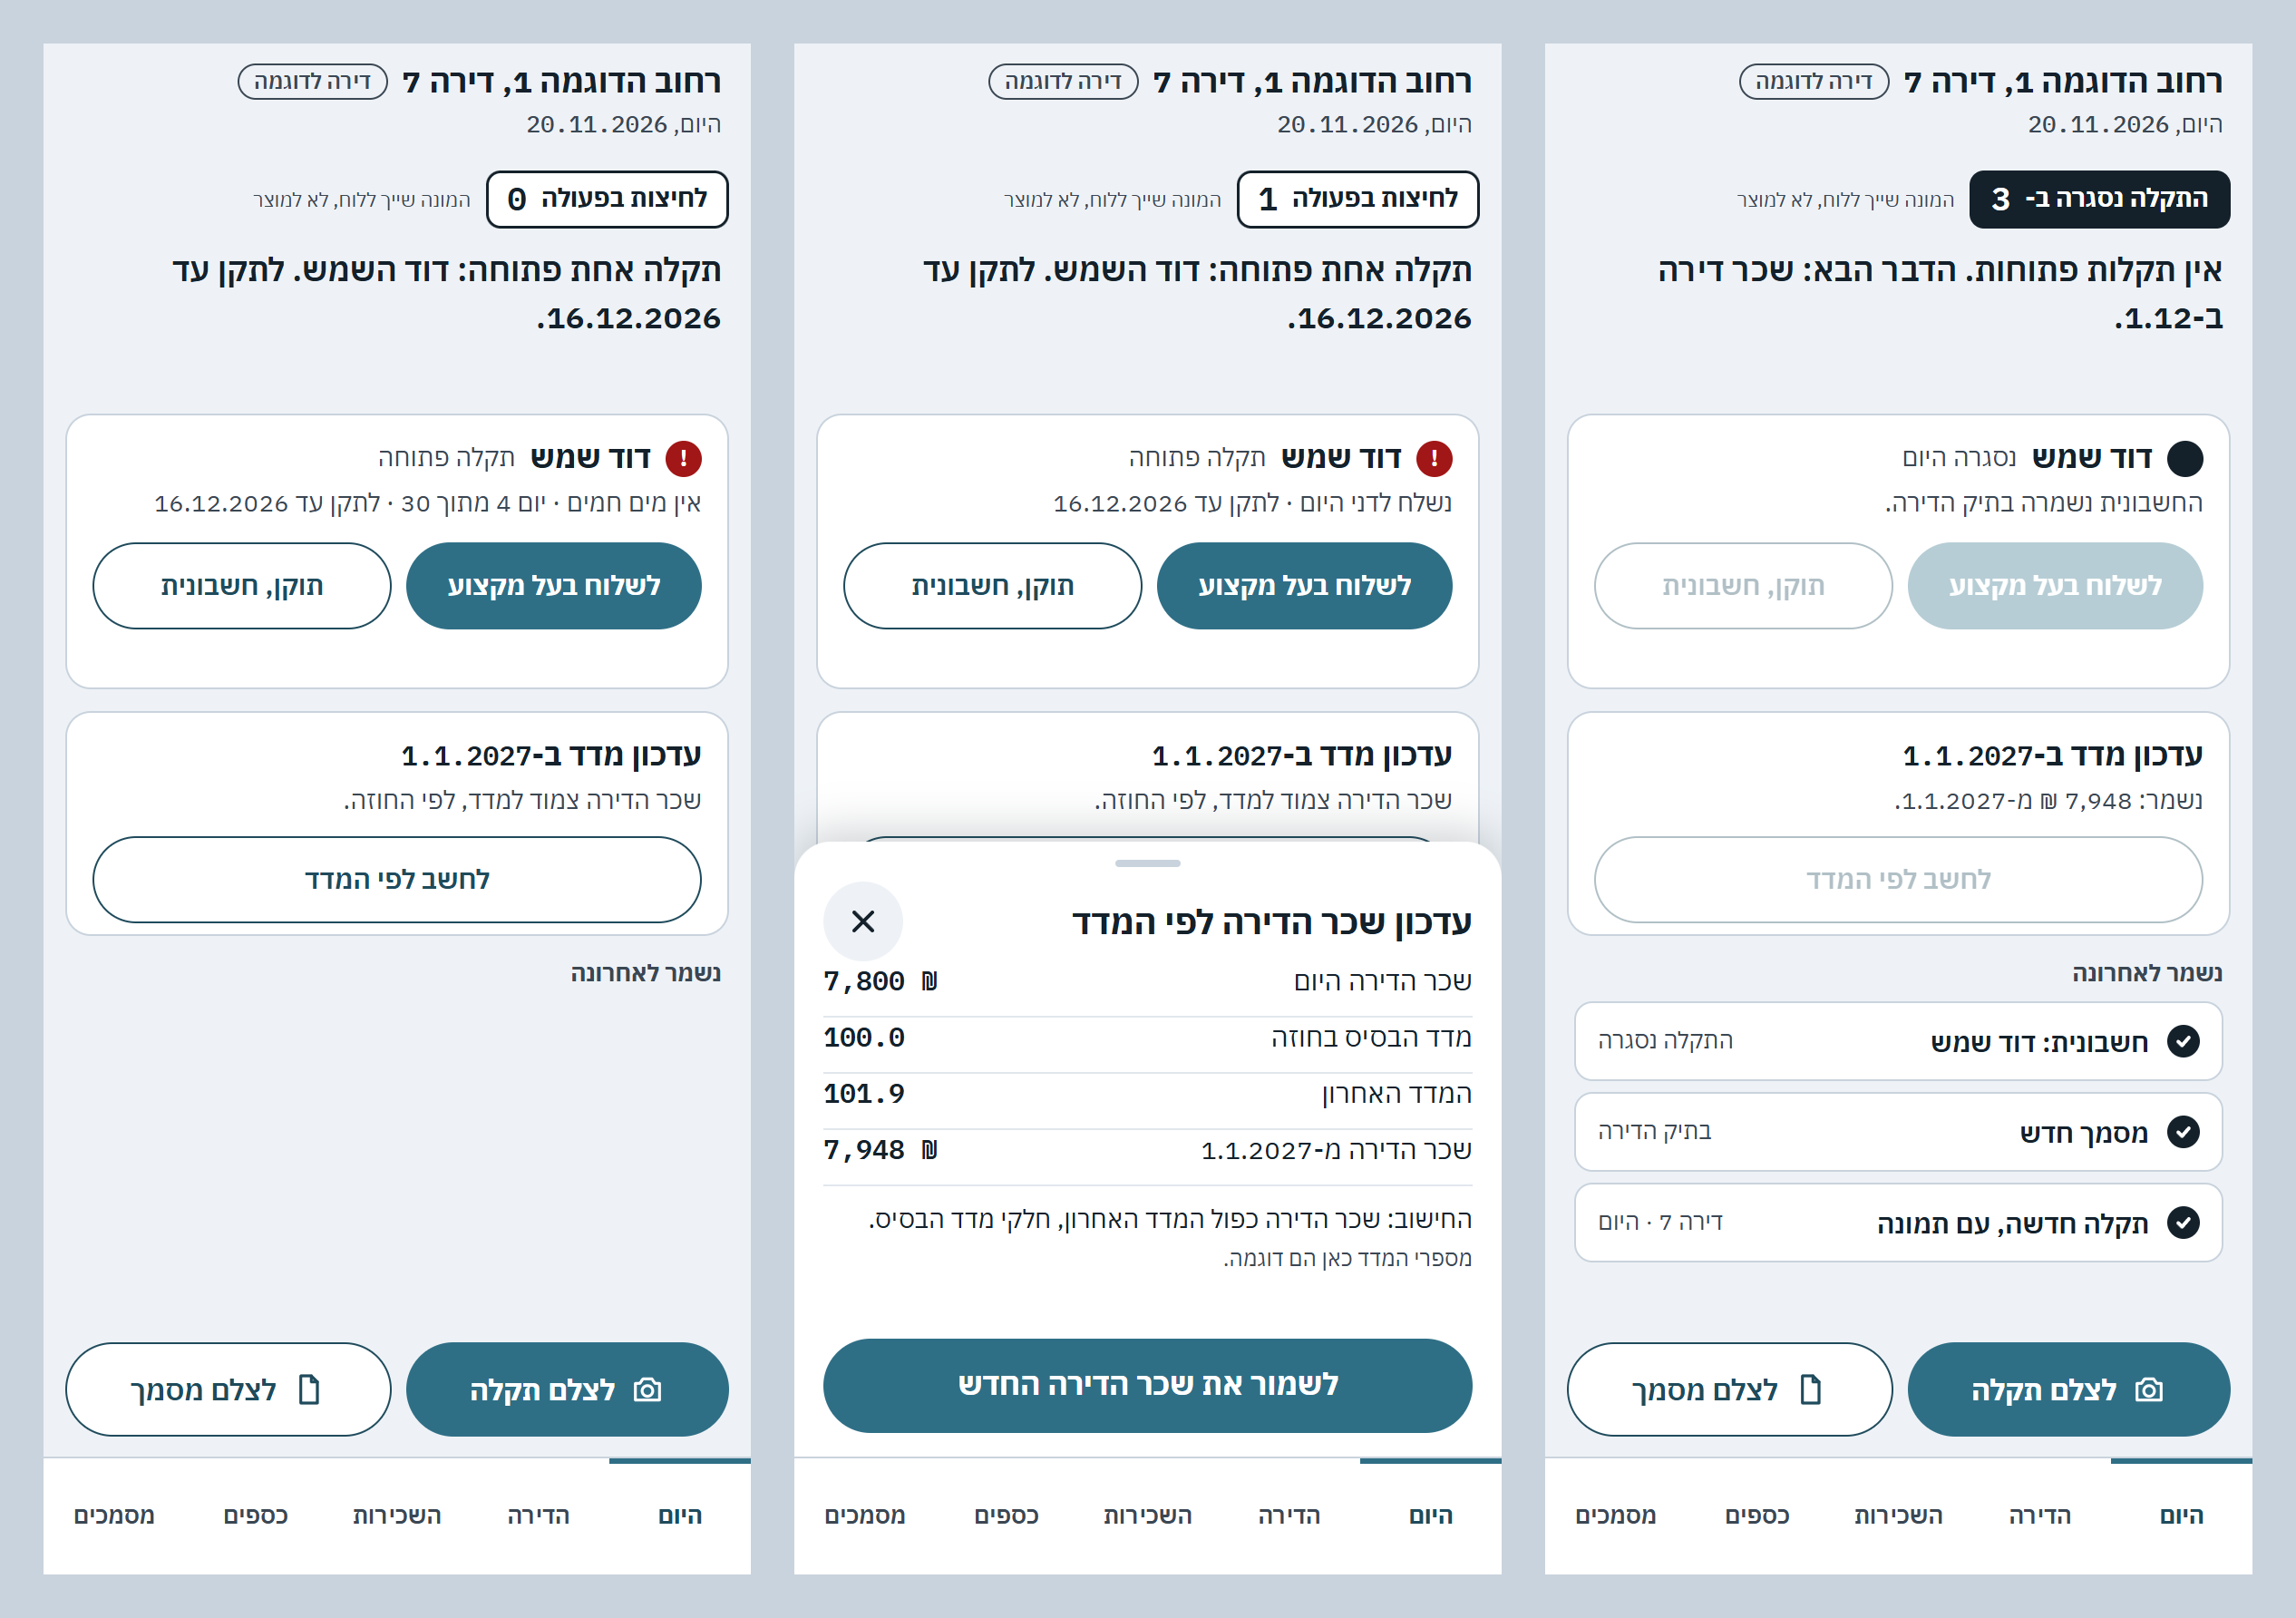 רחוב הדוגמה 1, דירה 7 דירה לדוגמה
היום, 20.11.2026
התקלה נסגרה ב- 3 המונה שייך ללוח, לא למוצר
אין תקלות פתוחות. הדבר הבא: שכר דירה
ב-1.12.
דוד שמש נסגרה היום
החשבונית נשמרה בתיק הדירה.
לשלוח בעל מקצוע
תוקן, חשבונית
עדכון מדד ב-1.1.2027
נשמר: 7,948 ₪ מ-1.1.2027.
לחשב לפי המדד
נשמר לאחרונה
חשבונית: דוד שמש התקלה נסגרה
מסמך חדש בתיק הדירה
תקלה חדשה, עם תמונה דירה 7 · היום
לצלם תקלה
לצלם מסמך
היום הדירה השכירות כספים מסמכים
רחוב הדוגמה 1, דירה 7 דירה לדוגמה
היום, 20.11.2026
לחיצות בפעולה 1 המונה שייך ללוח, לא למוצר
תקלה אחת פתוחה: דוד השמש. לתקן עד
16.12.2026.
! דוד שמש תקלה פתוחה
נשלח לדני היום · לתקן עד 16.12.2026
לשלוח בעל מקצוע
תוקן, חשבונית
עדכון מדד ב-1.1.2027
שכר הדירה צמוד למדד, לפי החוזה.
עדכון שכר הדירה לפי המדד
שכר הדירה היום 7,800 ₪
מדד הבסיס בחוזה 100.0
המדד האחרון 101.9
שכר הדירה מ-1.1.2027 7,948 ₪
החישוב: שכר הדירה כפול המדד האחרון, חלקי מדד הבסיס.
מספרי המדד כאן הם דוגמה.
לשמור את שכר הדירה החדש
היום הדירה השכירות כספים מסמכים
רחוב הדוגמה 1, דירה 7 דירה לדוגמה
היום, 20.11.2026
לחיצות בפעולה 0 המונה שייך ללוח, לא למוצר
תקלה אחת פתוחה: דוד השמש. לתקן עד
16.12.2026.
! דוד שמש תקלה פתוחה
אין מים חמים · יום 4 מתוך 30 · לתקן עד 16.12.2026
לשלוח בעל מקצוע
תוקן, חשבונית
עדכון מדד ב-1.1.2027
שכר הדירה צמוד למדד, לפי החוזה.
לחשב לפי המדד
נשמר לאחרונה
לצלם תקלה
לצלם מסמך
היום הדירה השכירות כספים מסמכים